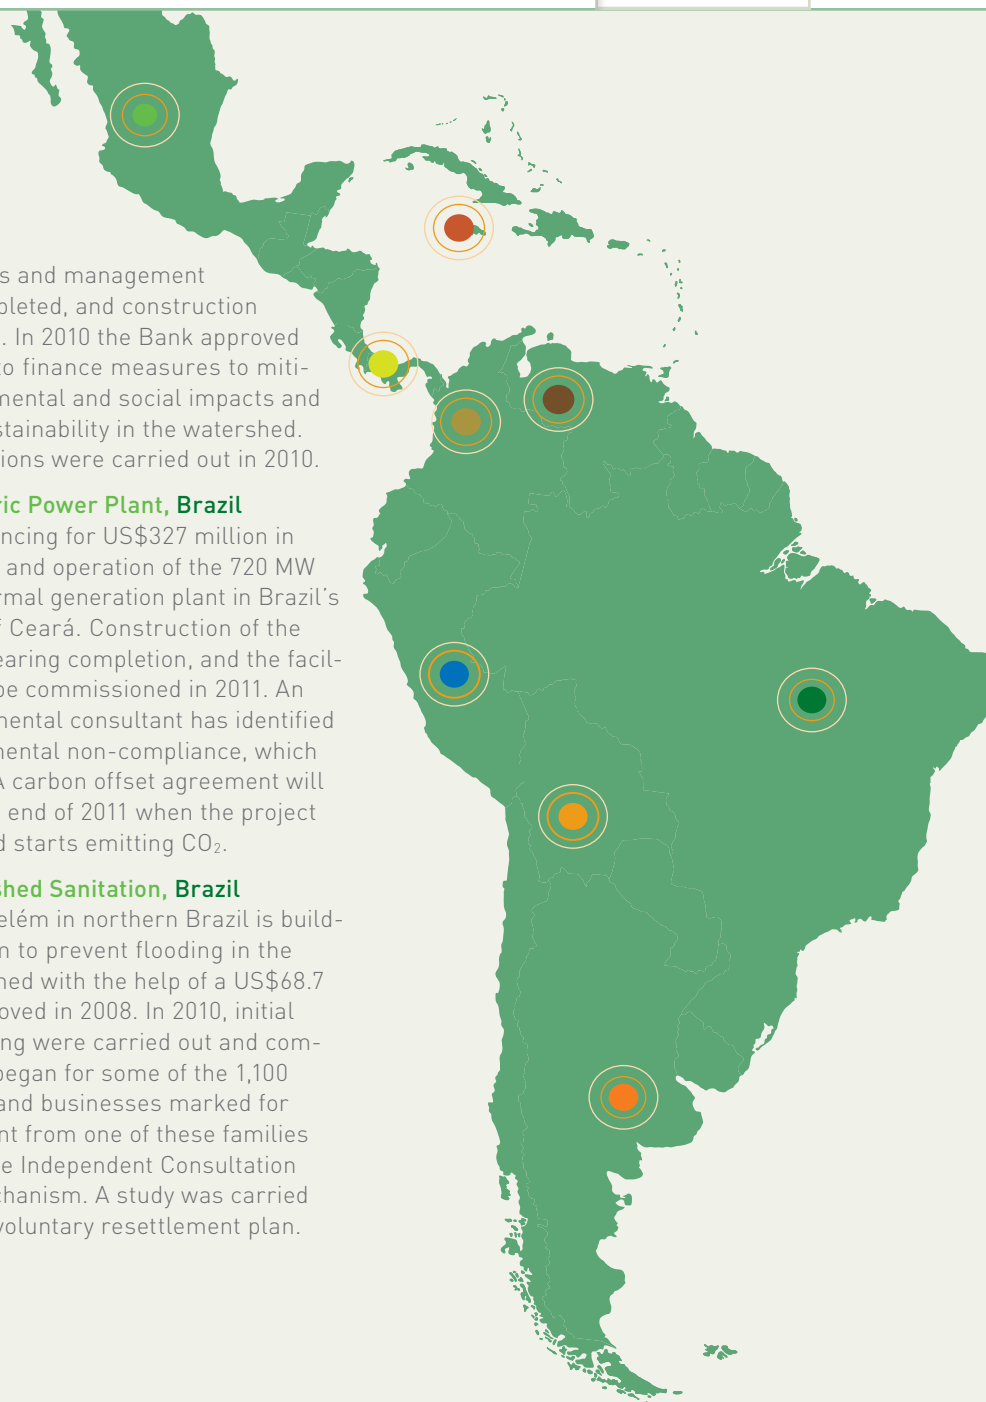 s and management
pleted, and construction
. In 2010 the Bank approved
to finance measures to miti-
mental and social impacts and
stainability in the watershed.
ions were carried out in 2010.
ric Power Plant, Brazil
ncing for US$327 million in
and operation of the 720 MW
rmal generation plant in Brazil's
f Ceará. Construction of the
earing completion, and the facil-
be commissioned in 2011. An
mental consultant has identified
mental non-compliance, which
A carbon offset agreement will
end of 2011 when the project
d starts emitting CO₂.
shed Sanitation, Brazil
elém in northern Brazil is build-
m to prevent flooding in the
ned with the help of a US$68.7
oved in 2008. In 2010, initial
ng were carried out and com-
began for some of the 1,100
and businesses marked for
nt from one of these families
e Independent Consultation
chanism. A study was carried
voluntary resettlement plan.